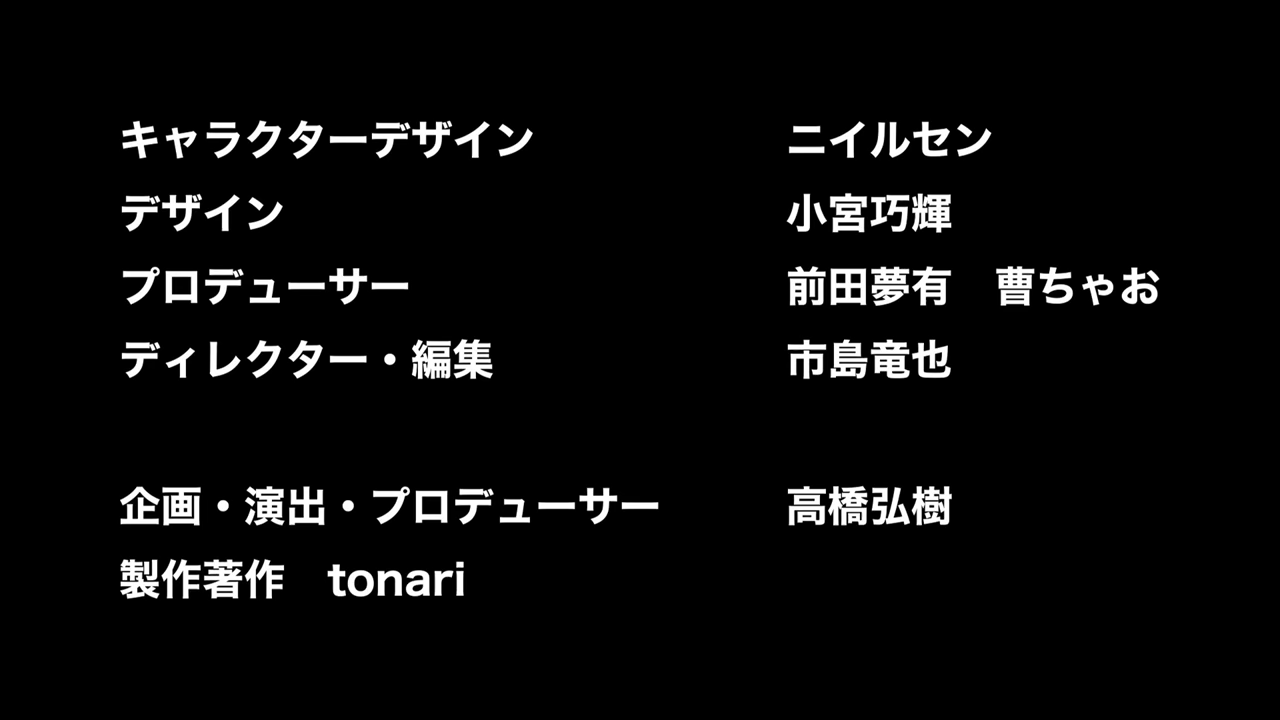 キャラクターデザイン　ニイルセン
デザイン　小宮巧輝
プロデューサー　前田夢有　曹ちゃお
ディレクター・編集　市島竜也
企画・演出・プロデューサー　高橋弘樹
製作著作　tonari